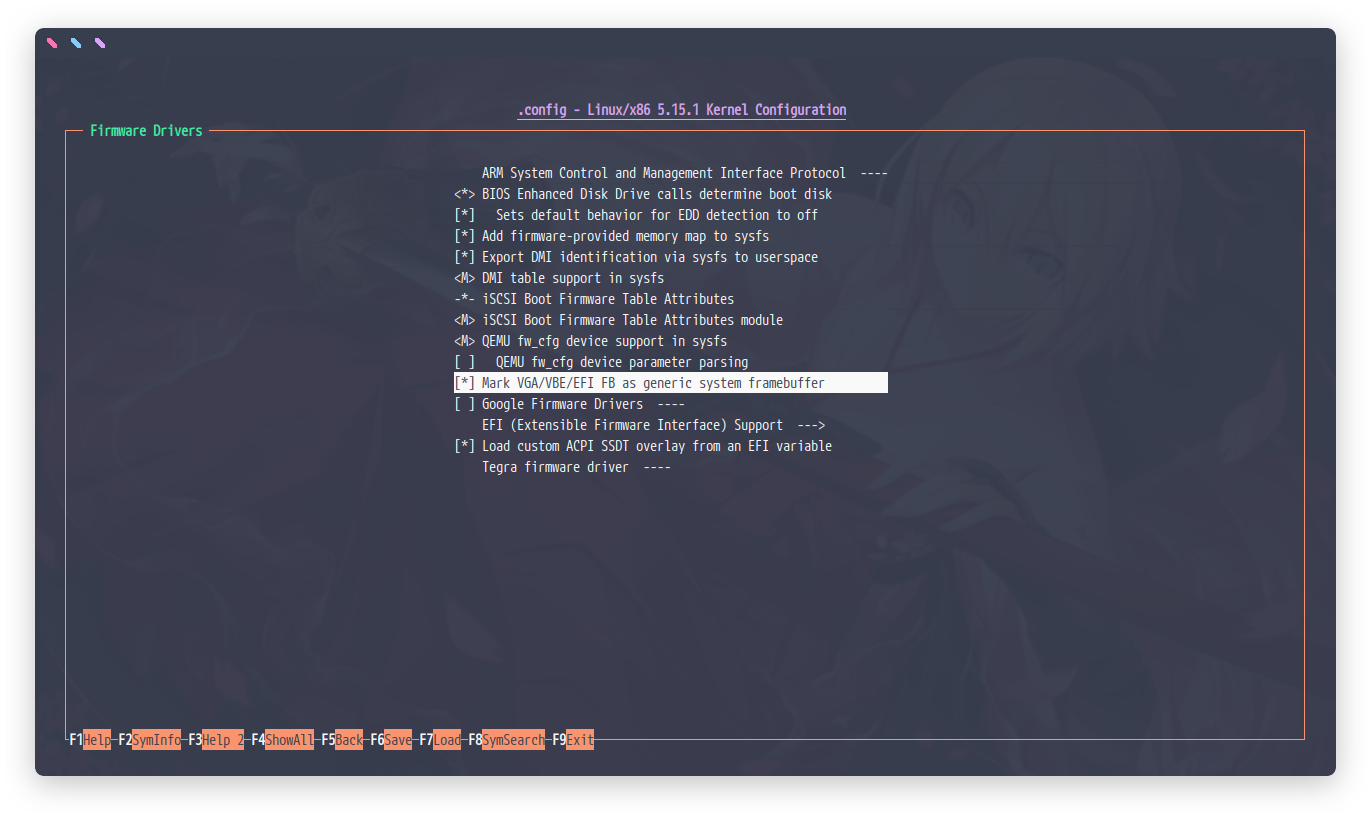 .config - Linux/x86 5.15.1 Kernel Configuration
Firmware Drivers
ARM System Control and Management Interface Protocol  ----
<*> BIOS Enhanced Disk Drive calls determine boot disk
[*]   Sets default behavior for EDD detection to off
[*] Add firmware-provided memory map to sysfs
[*] Export DMI identification via sysfs to userspace
<M> DMI table support in sysfs
-*- iSCSI Boot Firmware Table Attributes
<M> iSCSI Boot Firmware Table Attributes module
<M> QEMU fw_cfg device support in sysfs
[ ]   QEMU fw_cfg device parameter parsing
[*] Mark VGA/VBE/EFI FB as generic system framebuffer
[ ] Google Firmware Drivers  ----
EFI (Extensible Firmware Interface) Support  --->
[*] Load custom ACPI SSDT overlay from an EFI variable
Tegra firmware driver  ----
F1Help F2SymInfo F3Help 2 F4ShowAll F5Back F6Save F7Load F8SymSearch F9Exit